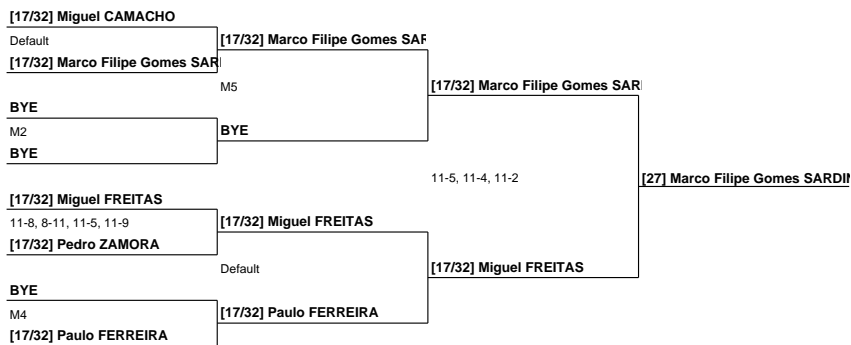 [17/32] Miguel CAMACHO
Default
[17/32] Marco Filipe Gomes SAR
[17/32] Marco Filipe Gomes SAR
M5
[17/32] Marco Filipe Gomes SAR
BYE
M2
BYE
BYE
11-5, 11-4, 11-2
[27] Marco Filipe Gomes SARDIN
[17/32] Miguel FREITAS
11-8, 8-11, 11-5, 11-9
[17/32] Miguel FREITAS
[17/32] Pedro ZAMORA
Default
[17/32] Miguel FREITAS
BYE
M4
[17/32] Paulo FERREIRA
[17/32] Paulo FERREIRA